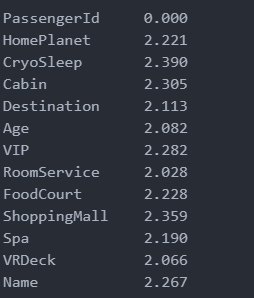 PassengerId 0.000
HomePlanet 2.221
CryoSleep 2.390
Cabin 2.305
Destination 2.113
Age 2.082
VIP 2.282
RoomService 2.028
FoodCourt 2.228
ShoppingMall 2.359
Spa 2.190
VRDeck 2.066
Name 2.267